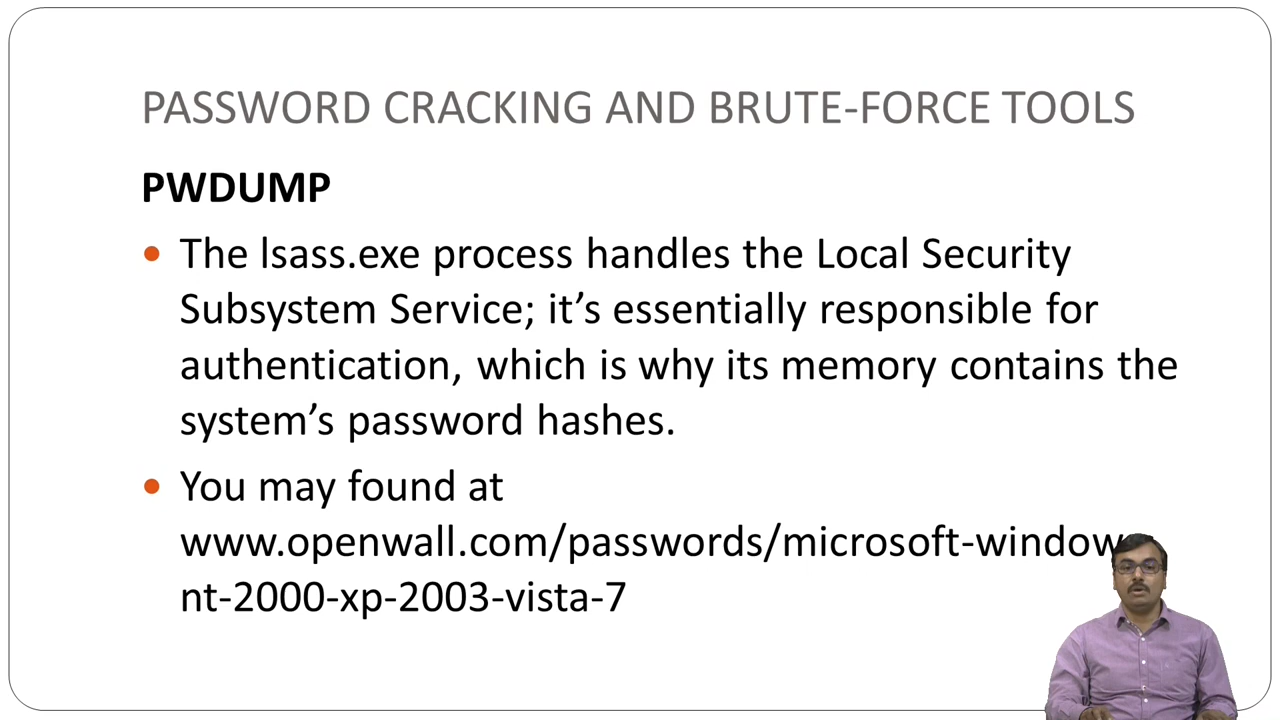 PASSWORD CRACKING AND BRUTE-FORCE TOOLS
PWDUMP
The lsass.exe process handles the Local Security
Subsystem Service; it’s essentially responsible for
authentication, which is why its memory contains the
system’s password hashes.
You may found at
www.openwall.com/passwords/microsoft-window
nt-2000-xp-2003-vista-7